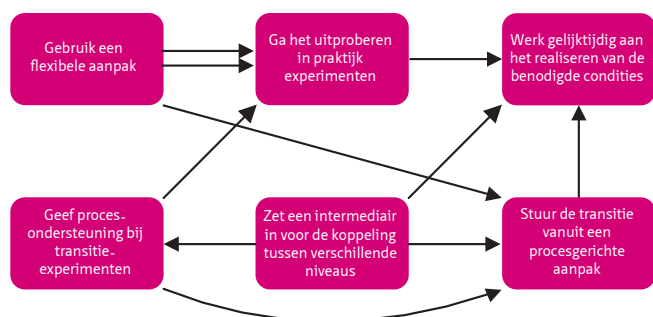 Gebruik een
flexibele aanpak
Ga het uitproberen
in praktijk
experimenten
Werk gelijktijdig aan
het realiseren van de
benodigde condities
Geef proces-
ondersteuning bij
transitie-
experimenten
Zet een intermediair
in voor de koppeling
tussen verschillende
niveaus
Stuur de transitie
vanuit een
procesgerichte
aanpak